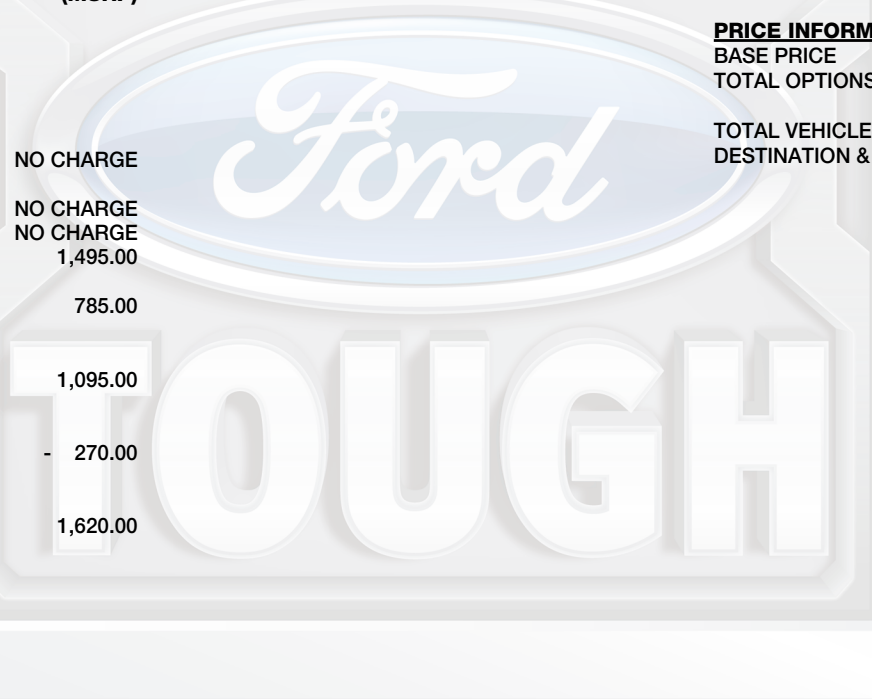 PRICE INFORM
BASE PRICE
TOTAL OPTIONS
TOTAL VEHICLE
DESTINATION &
NO CHARGE
NO CHARGE
NO CHARGE
1,495.00
785.00
1,095.00
- 270.00
1,620.00
Ford
TOUGH